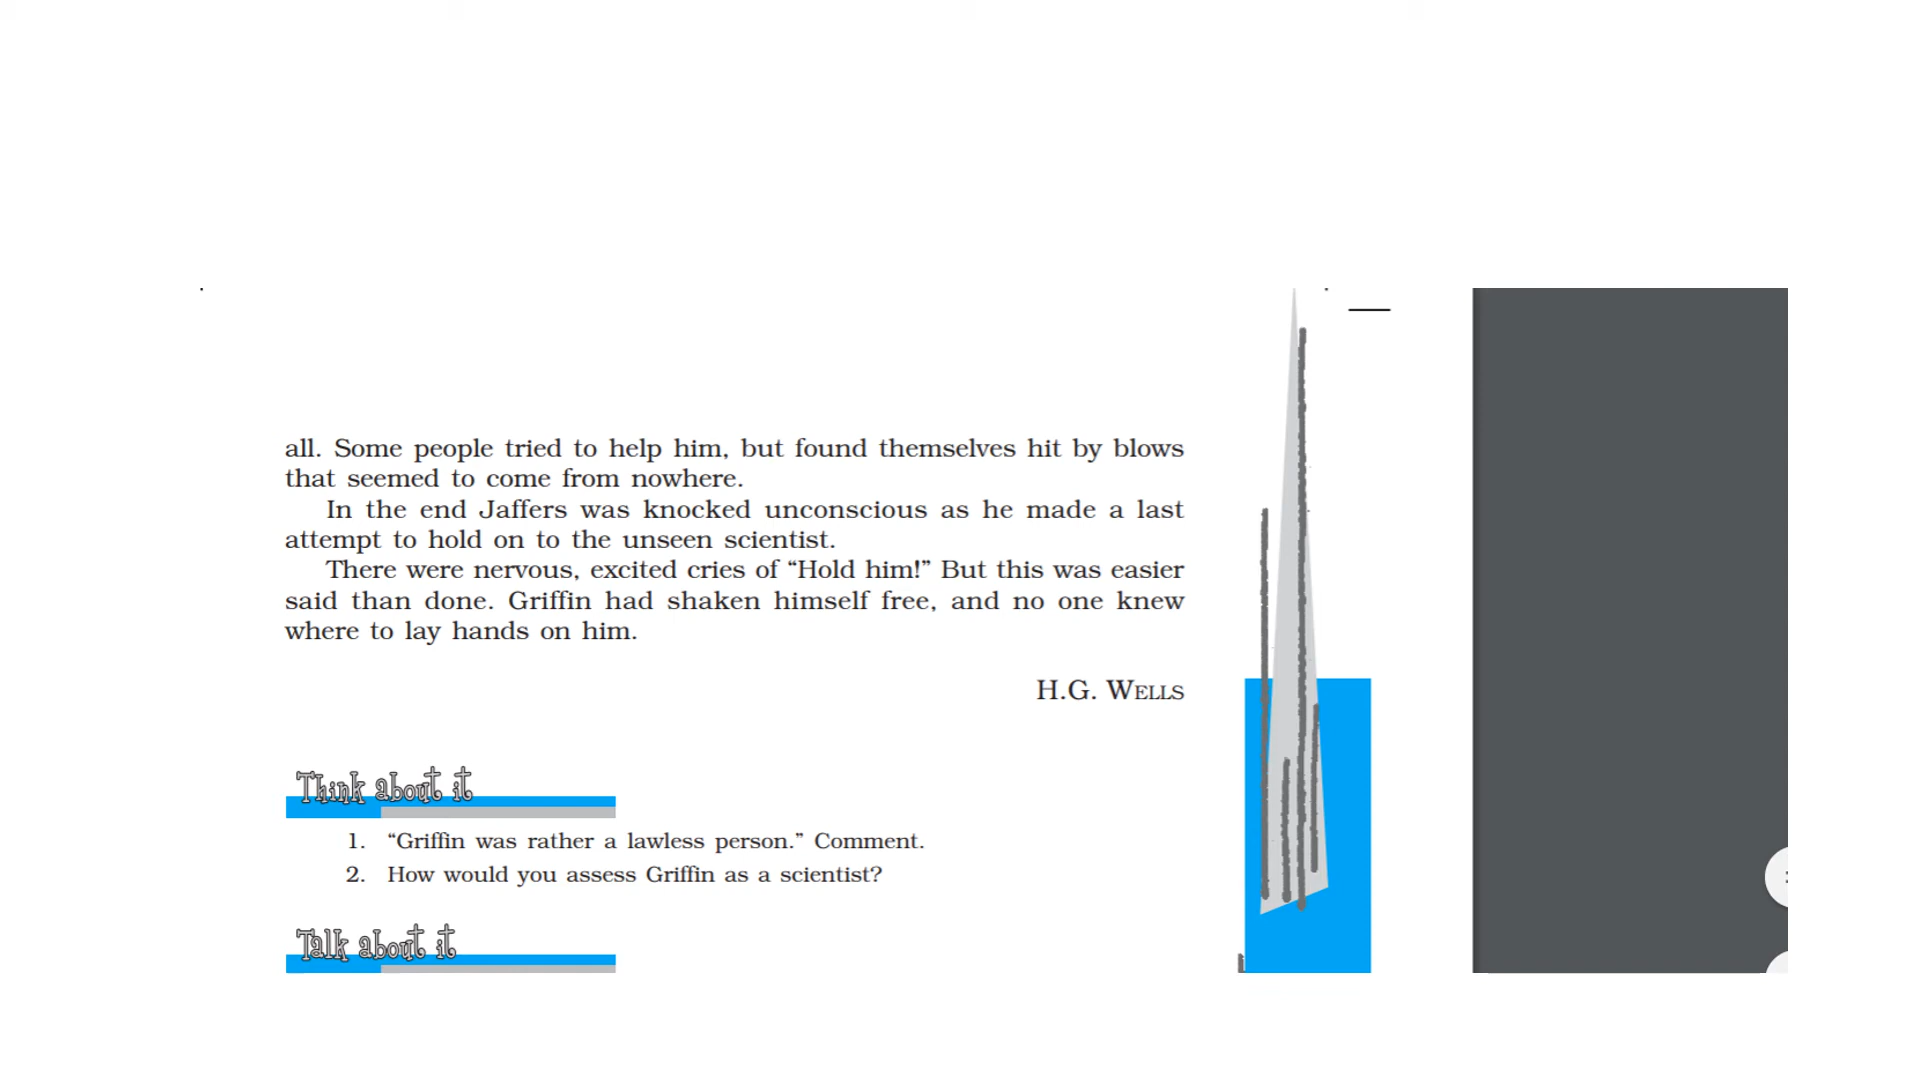 all. Some people tried to help him, but found themselves hit by blows
that seemed to come from nowhere.
In the end Jaffers was knocked unconscious as he made a last
attempt to hold on to the unseen scientist.
There were nervous, excited cries of “Hold him!” But this was easier
said than done. Griffin had shaken himself free, and no one knew
where to lay hands on him.
H.G. WELLS
Think about it
1. “Griffin was rather a lawless person.” Comment.
2. How would you assess Griffin as a scientist?
Talk about it